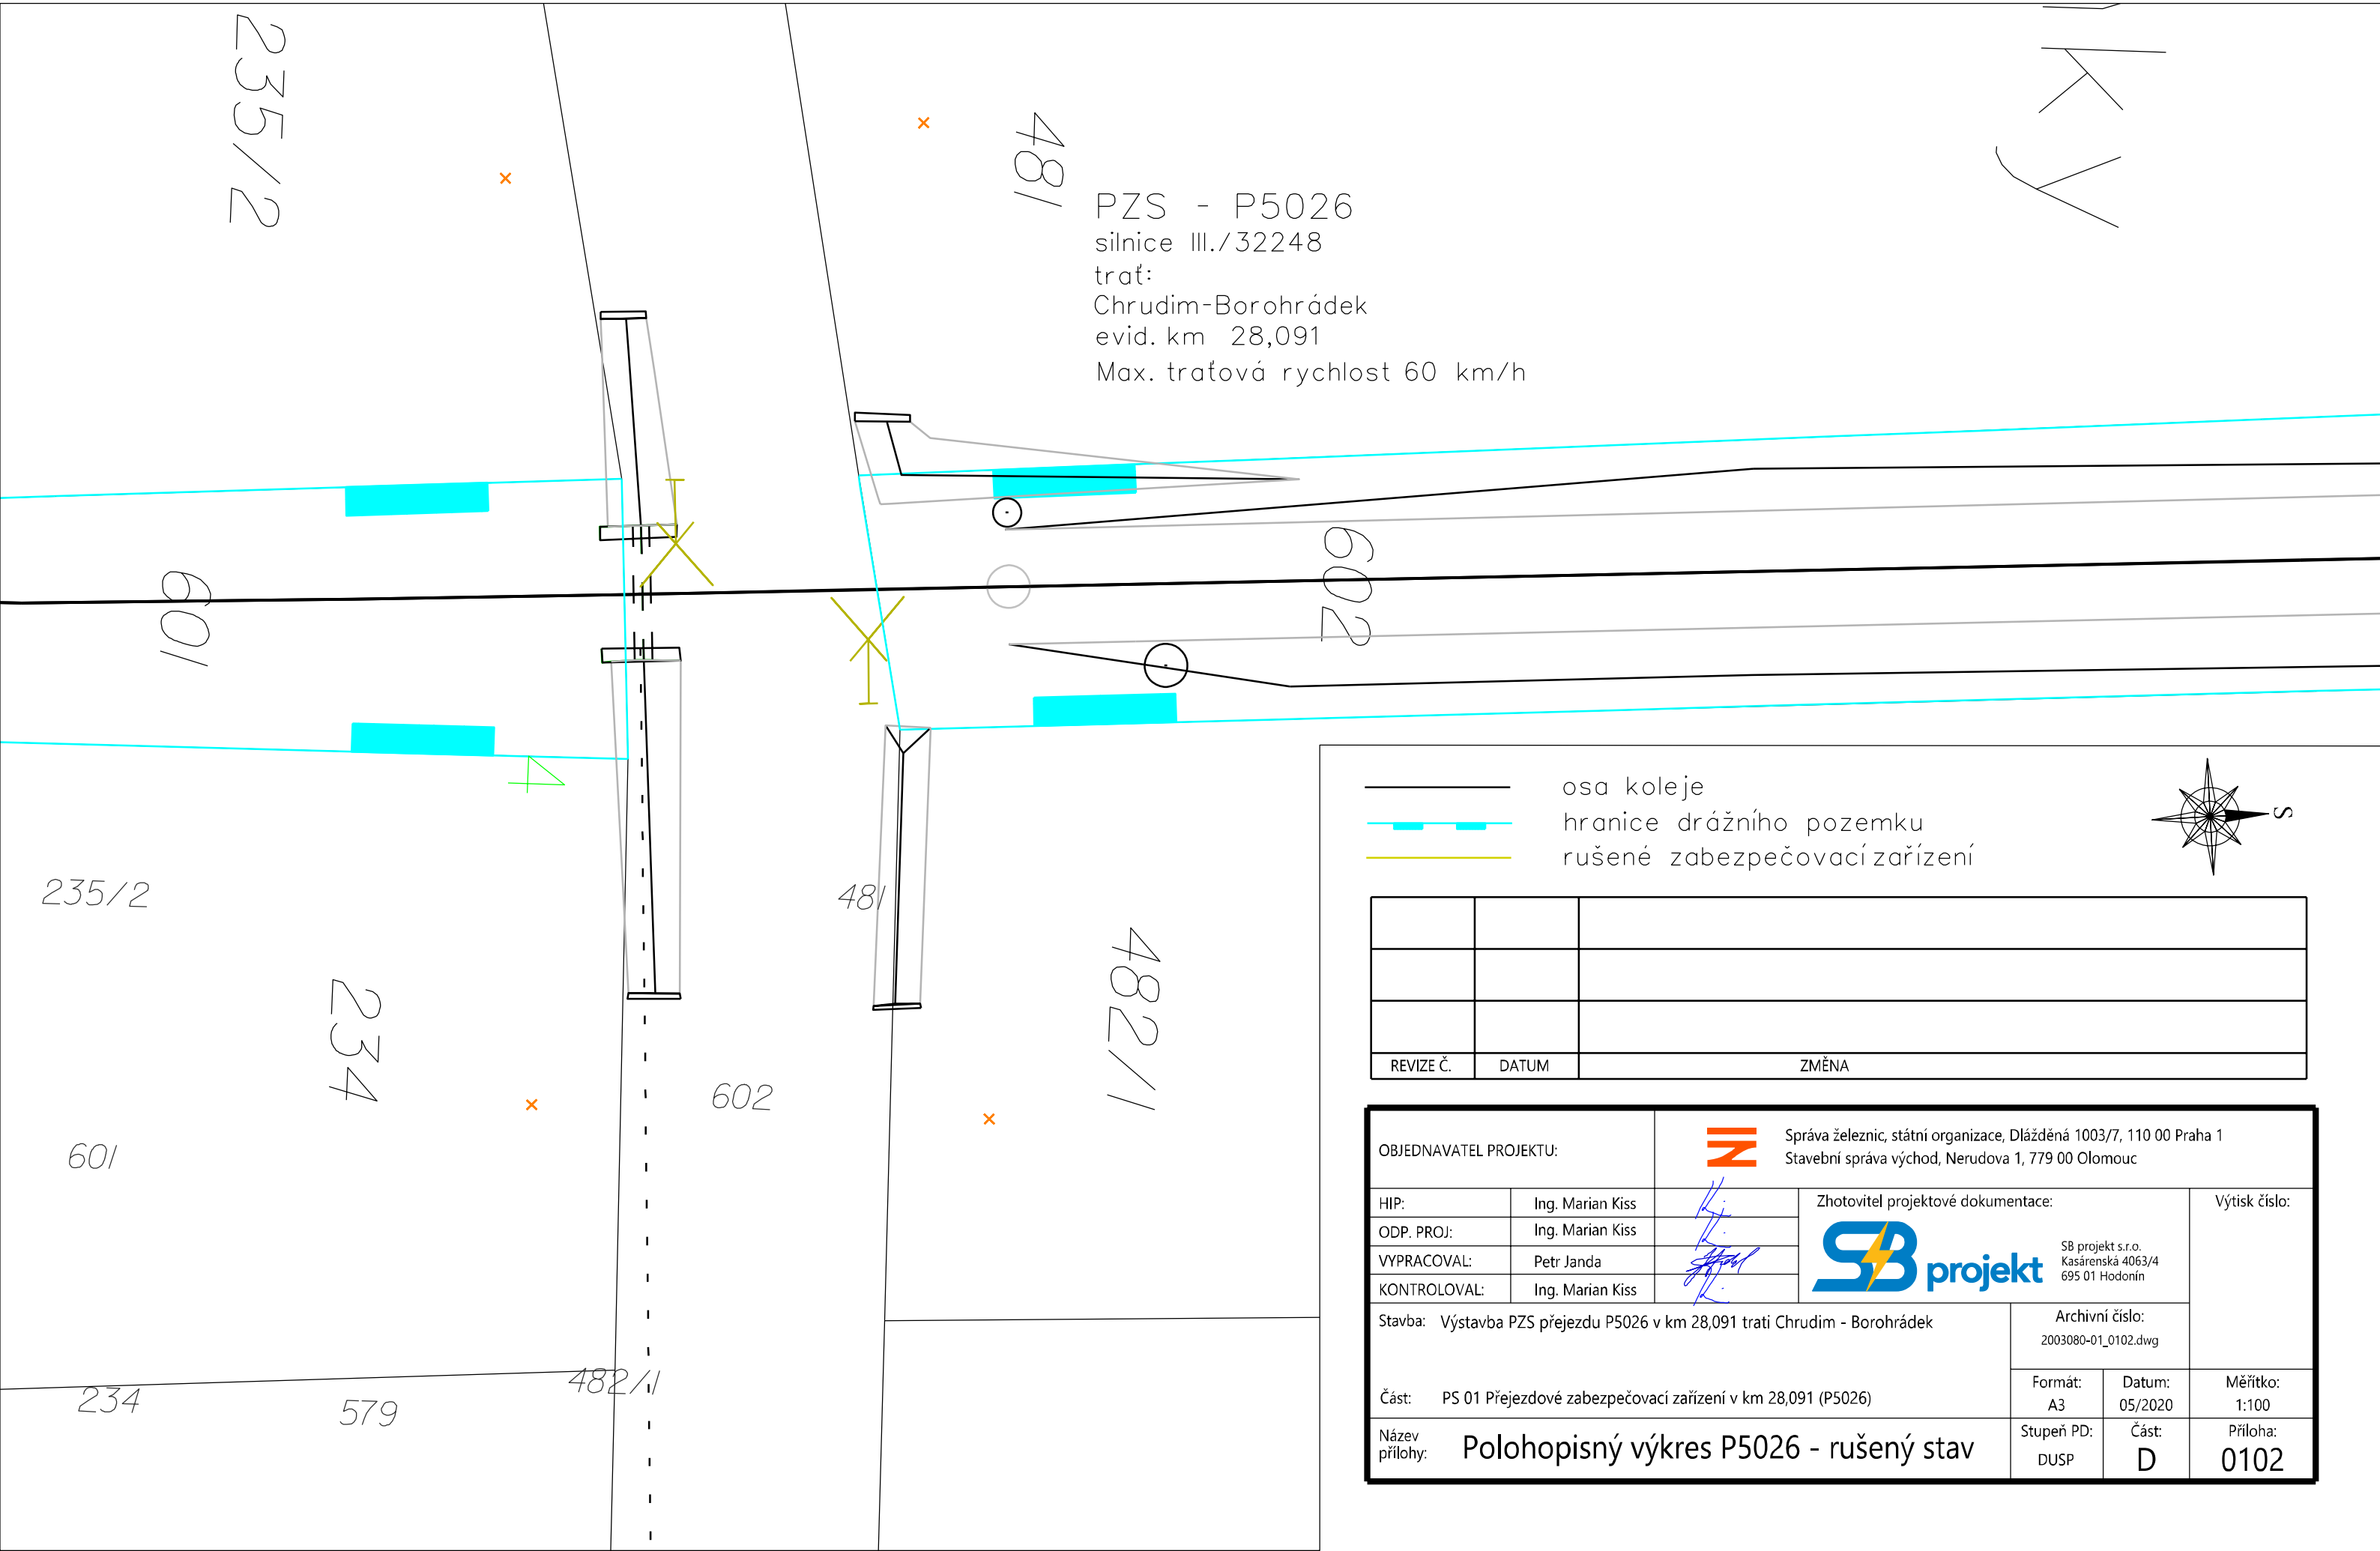 235/2
481
ky
PZS - P5026
silnice III./32248
trať:
Chrudim-Borohrádek
evid. km 28,091
Max. traťová rychlost 60 km/h
601
602
4
235/2
481
234
482/1
602
601
234
579
482/1
osa koleje
hranice drážního pozemku
rušené zabezpečovací zařízení
S
REVIZE Č. DATUM ZMĚNA
OBJEDNAVATEL PROJEKTU:
Správa železnic, státní organizace, Dlážděná 1003/7, 110 00 Praha 1
Stavební správa východ, Nerudova 1, 779 00 Olomouc
HIP: Ing. Marian Kiss
ODP. PROJ: Ing. Marian Kiss
VYPRACOVAL: Petr Janda
KONTROLOVAL: Ing. Marian Kiss
Zhotovitel projektové dokumentace:
SB projekt
SB projekt s.r.o.
Kasárenská 4063/4
695 01 Hodonín
Výtisk číslo:
Stavba: Výstavba PZS přejezdu P5026 v km 28,091 trati Chrudim - Borohrádek
Archivní číslo:
2003080-01_0102.dwg
Část: PS 01 Přejezdové zabezpečovací zařízení v km 28,091 (P5026)
Formát:
A3
Datum:
05/2020
Měřítko:
1:100
Název
přílohy:
Polohopisný výkres P5026 - rušený stav
Stupeň PD:
DUSP
Část:
D
Příloha:
0102